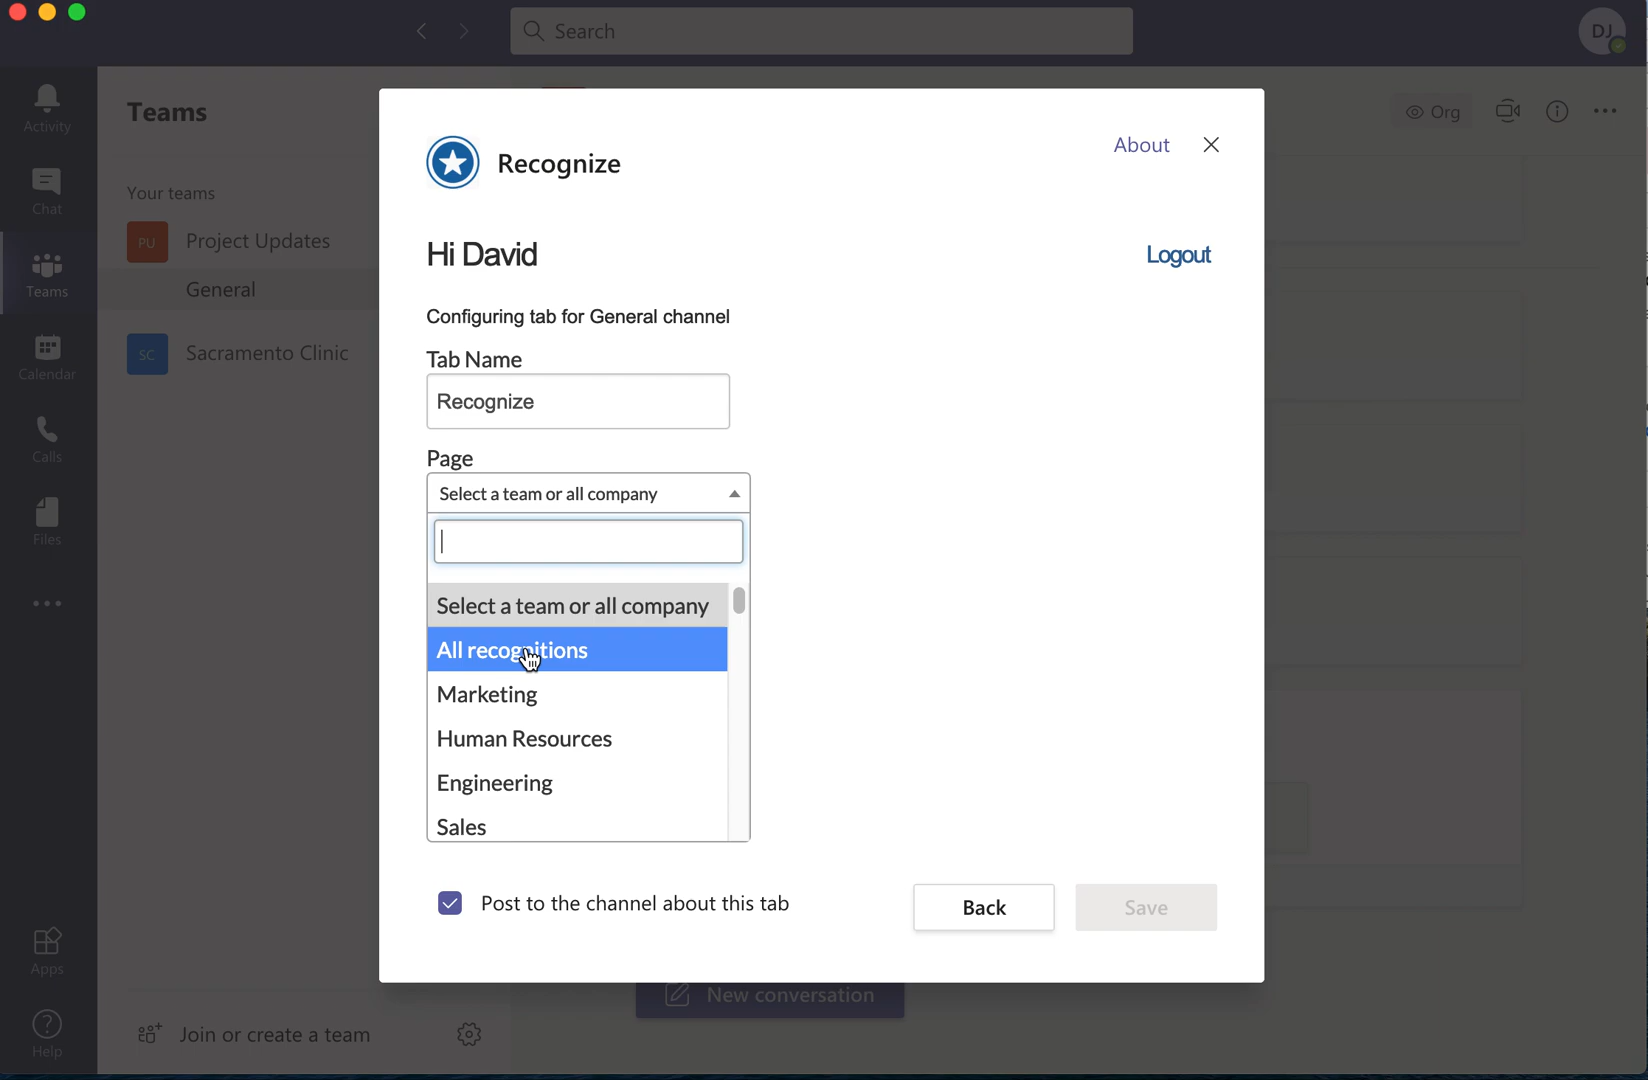 Search
DJ
Activity
Chat
Teams
Calendar
Calls
Files
Apps
Help
Teams
Your teams
PU
Project Updates
General
SC
Sacramento Clinic
Join or create a team
Org
Recognize
About
Hi David
Logout
Configuring tab for General channel
Tab Name
Recognize
Page
Select a team or all company
Select a team or all company
All recognitions
Marketing
Human Resources
Engineering
Sales
Post to the channel about this tab
Back
Save
New conversation